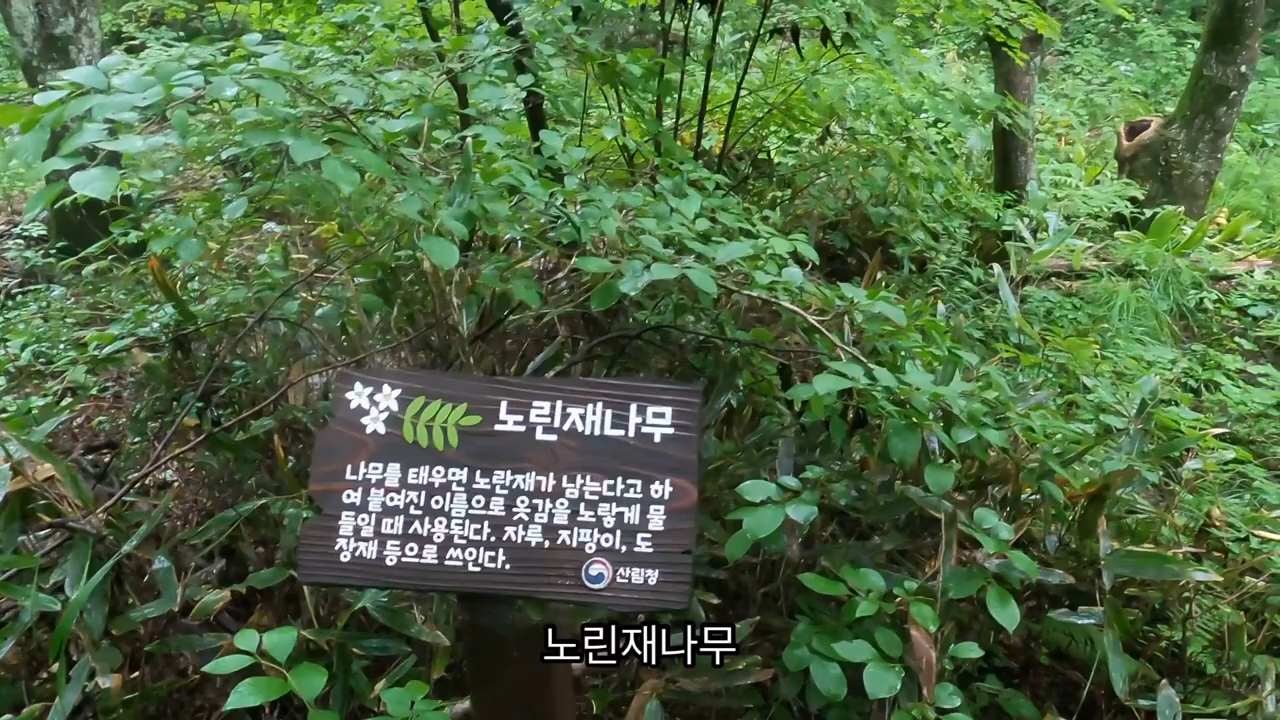 노린재나무
나무를 태우면 노란재가 남는다고 하
여 붙여진 이름으로 옷감을 노랗게 물
들일 때 사용된다. 자루, 지팡이, 도
장재 등으로 쓰인다.
산림청
노린재나무